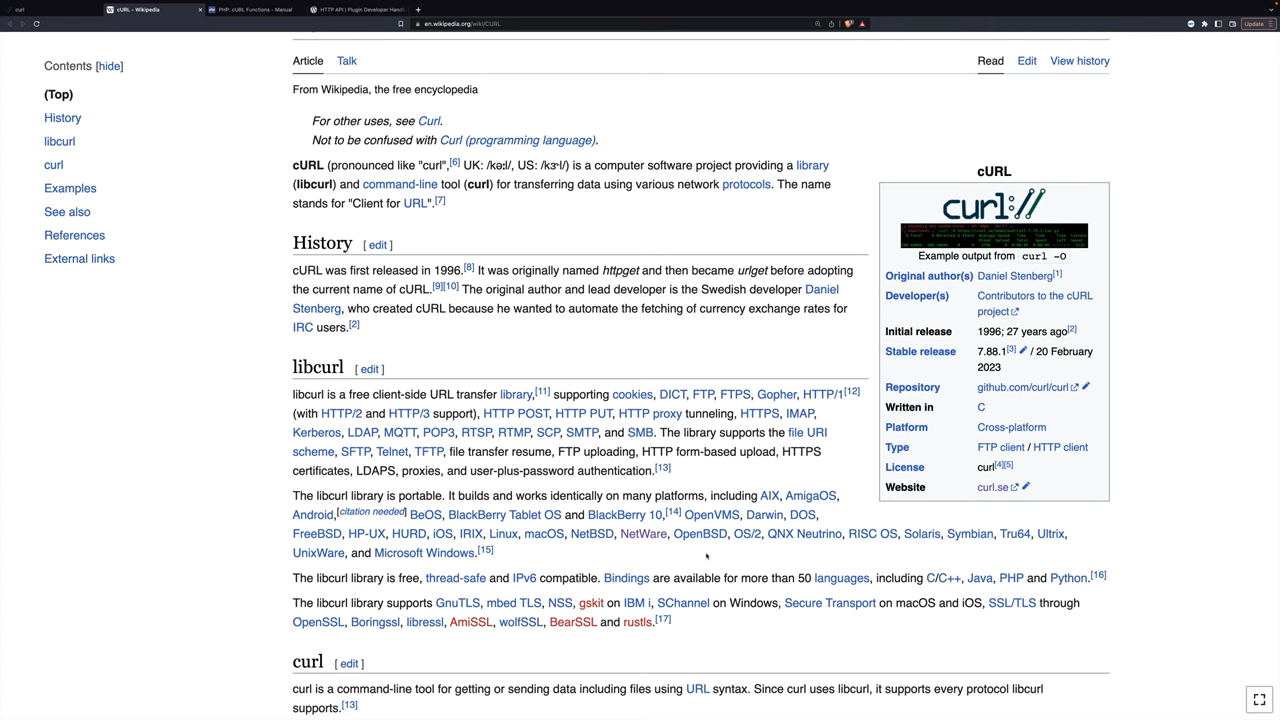 curl
cURL - Wikipedia
PHP: cURL Functions - Manual
HTTP API | Plugin Developer Hand
en.wikipedia.org/wiki/CURL
Update
Contents [hide]
(Top)
History
libcurl
curl
Examples
See also
References
External links
Article Talk
Read Edit View history
From Wikipedia, the free encyclopedia
For other uses, see Curl.
Not to be confused with Curl (programming language).
cURL (pronounced like "curl",[6] UK: /kəːl/, US: /kɝl/) is a computer software project providing a library
(libcurl) and command-line tool (curl) for transferring data using various network protocols. The name
stands for "Client for URL".[7]
History [ edit ]
cURL was first released in 1996.[8] It was originally named httpget and then became urlget before adopting
the current name of cURL.[9][10] The original author and lead developer is the Swedish developer Daniel
Stenberg, who created cURL because he wanted to automate the fetching of currency exchange rates for
IRC users.[2]
libcurl [ edit ]
libcurl is a free client-side URL transfer library,[11] supporting cookies, DICT, FTP, FTPS, Gopher, HTTP/1[12]
(with HTTP/2 and HTTP/3 support), HTTP POST, HTTP PUT, HTTP proxy tunneling, HTTPS, IMAP,
Kerberos, LDAP, MQTT, POP3, RTSP, RTMP, SCP, SMTP, and SMB. The library supports the file URI
scheme, SFTP, Telnet, TFTP, file transfer resume, FTP uploading, HTTP form-based upload, HTTPS
certificates, LDAPS, proxies, and user-plus-password authentication.[13]
The libcurl library is portable. It builds and works identically on many platforms, including AIX, AmigaOS,
Android,[citation needed] BeOS, BlackBerry Tablet OS and BlackBerry 10,[14] OpenVMS, Darwin, DOS,
FreeBSD, HP-UX, HURD, iOS, IRIX, Linux, macOS, NetBSD, NetWare, OpenBSD, OS/2, QNX Neutrino, RISC OS, Solaris, Symbian, Tru64, Ultrix,
UnixWare, and Microsoft Windows.[15]
The libcurl library is free, thread-safe and IPv6 compatible. Bindings are available for more than 50 languages, including C/C++, Java, PHP and Python.[16]
The libcurl library supports GnuTLS, mbed TLS, NSS, gskit on IBM i, SChannel on Windows, Secure Transport on macOS and iOS, SSL/TLS through
OpenSSL, Boringssl, libressl, AmiSSL, wolfSSL, BearSSL and rustls.[17]
curl [ edit ]
curl is a command-line tool for getting or sending data including files using URL syntax. Since curl uses libcurl, it supports every protocol libcurl
supports.[13]
cURL
curl://
Example output from curl -O
Original author(s) Daniel Stenberg[1]
Developer(s) Contributors to the cURL
project
Initial release 1996; 27 years ago[2]
Stable release 7.88.1[3] / 20 February
2023
Repository github.com/curl/curl
Written in C
Platform Cross-platform
Type FTP client / HTTP client
License curl[4][5]
Website curl.se